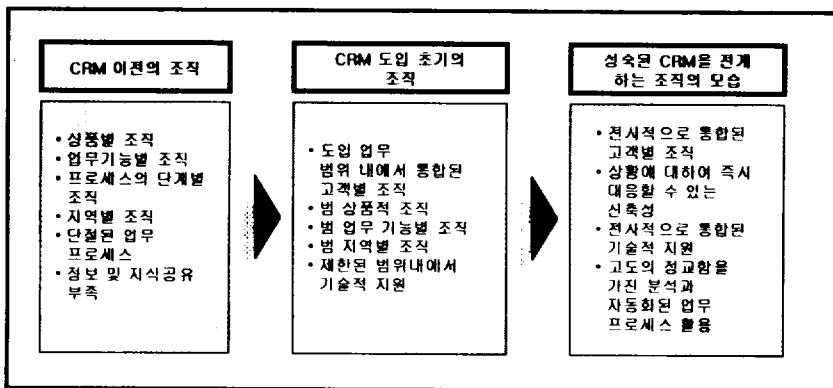 CRM 이전의 조직
• 상품별 조직
• 업무기능별 조직
• 프로세스의 단계별
조직
• 지역별 조직
• 단절된 업무
프로세스
• 정보 및 지식공유
부족
CRM 도입 초기의
조직
• 도입 업무
범위 내에서 통합된
고객별 조직
• 범 상품적 조직
• 범 업무 기능별 조직
• 범 지역별 조직
• 제한된 범위내에서
기술적 지원
성숙된 CRM을 전개
하는 조직의 모습
• 전사적으로 통합된
고객별 조직
• 상황에 대하여 즉시
대응할 수 있는
신축성
• 전사적으로 통합된
기술적 지원
• 고도의 정교함을
가진 분석과
자동화된 업무
프로세스 활용